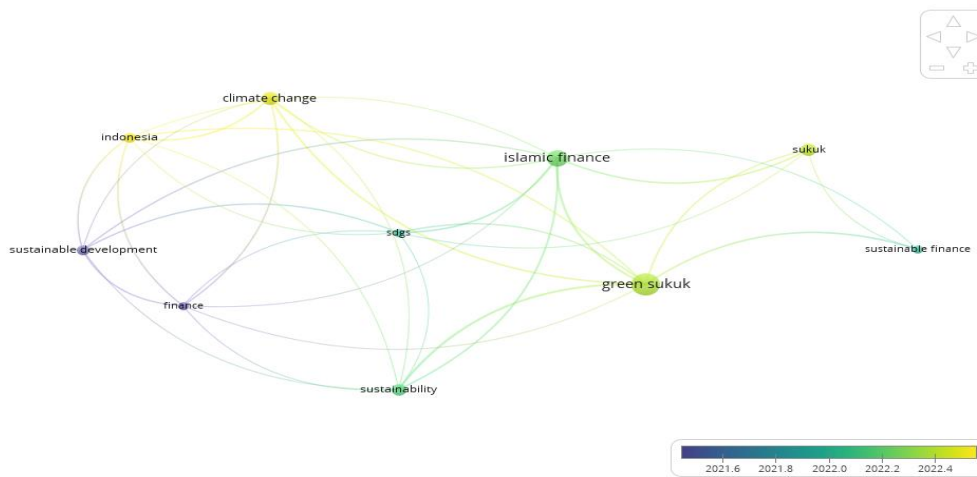 climate change
indonesia
sukuk
islamic finance
sdgs
sustainable development
sustainable finance
green sukuk
finance
sustainability
2021.6 2021.8 2022.0 2022.2 2022.4